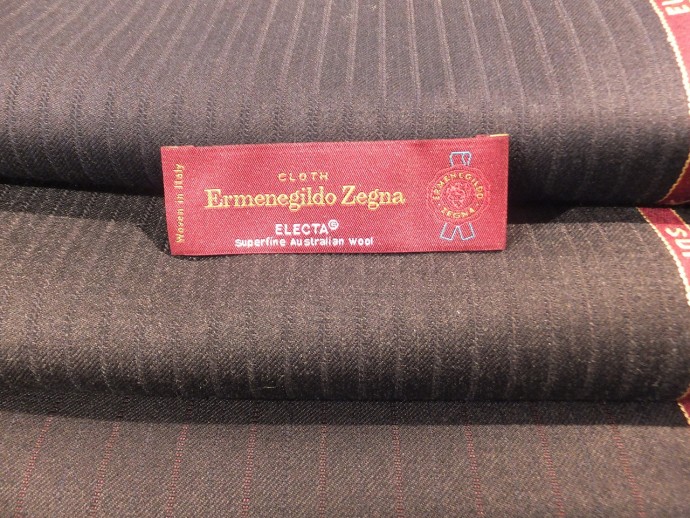 Woven in Italy
CLOTH
Ermenegildo Zegna
ELECTA®
Superfine Australian wool
ERMENEGILDO
ZEGNA